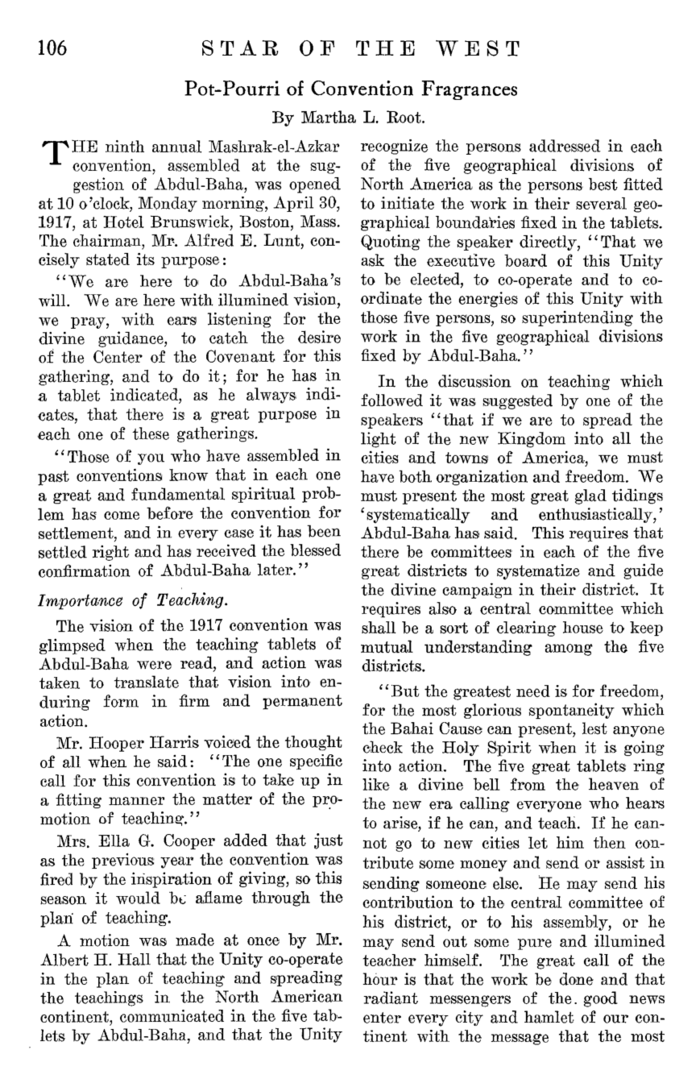 106 STAR OF THE WEST
Pot-Pourri of Convention Fragrances
By Martha L. Root.
THE ninth annual Mashrak-el-Azkar
convention, assembled at the sug-
gestion of Abdul-Baha, was opened
at 10 o'clock, Monday morning, April 30,
1917, at Hotel Brunswick, Boston, Mass.
The chairman, Mr. Alfred E. Lunt, con-
cisely stated its purpose:
"We are here to do Abdul-Baha's
will. We are here with illumined vision,
we pray, with ears listening for the
divine guidance, to catch the desire
of the Center of the Covenant for this
gathering, and to do it; for he has in
a tablet indicated, as he always indi-
cates, that there is a great purpose in
each one of these gatherings.
"Those of you who have assembled in
past conventions know that in each one
a great and fundamental spiritual prob-
lem has come before the convention for
settlement, and in every case it has been
settled right and has received the blessed
confirmation of Abdul-Baha later."
Importance of Teaching.
The vision of the 1917 convention was
glimpsed when the teaching tablets of
Abdul-Baha were read, and action was
taken to translate that vision into en-
during form in firm and permanent
action.
Mr. Hooper Harris voiced the thought
of all when he said: "The one specific
call for this convention is to take up in
a fitting manner the matter of the pro-
motion of teaching."
Mrs. Ella G. Cooper added that just
as the previous year the convention was
fired by the inspiration of giving, so this
season it would be aflame through the
plan of teaching.
A motion was made at once by Mr.
Albert H. Hall that the Unity co-operate
in the plan of teaching and spreading
the teachings in the North American
continent, communicated in the five tab-
lets by Abdul-Baha, and that the Unity
recognize the persons addressed in each
of the five geographical divisions of
North America as the persons best fitted
to initiate the work in their several geo-
graphical boundaries fixed in the tablets.
Quoting the speaker directly, "That we
ask the executive board of this Unity
to be elected, to co-operate and to co-
ordinate the energies of this Unity with
those five persons, so superintending the
work in the five geographical divisions
fixed by Abdul-Baha."
In the discussion on teaching which
followed it was suggested by one of the
speakers "that if we are to spread the
light of the new Kingdom into all the
cities and towns of America, we must
have both organization and freedom. We
must present the most great glad tidings
'systematically and enthusiastically,'
Abdul-Baha has said. This requires that
there be committees in each of the five
great districts to systematize and guide
the divine campaign in their district. It
requires also a central committee which
shall be a sort of clearing house to keep
mutual understanding among the five
districts.
"But the greatest need is for freedom,
for the most glorious spontaneity which
the Bahai Cause can present, lest anyone
check the Holy Spirit when it is going
into action. The five great tablets ring
like a divine bell from the heaven of
the new era calling everyone who hears
to arise, if he can, and teach. If he can-
not go to new cities let him then con-
tribute some money and send or assist in
sending someone else. He may send his
contribution to the central committee of
his district, or to his assembly, or he
may send out some pure and illumined
teacher himself. The great call of the
hour is that the work be done and that
radiant messengers of the good news
enter every city and hamlet of our con-
tinent with the message that the most